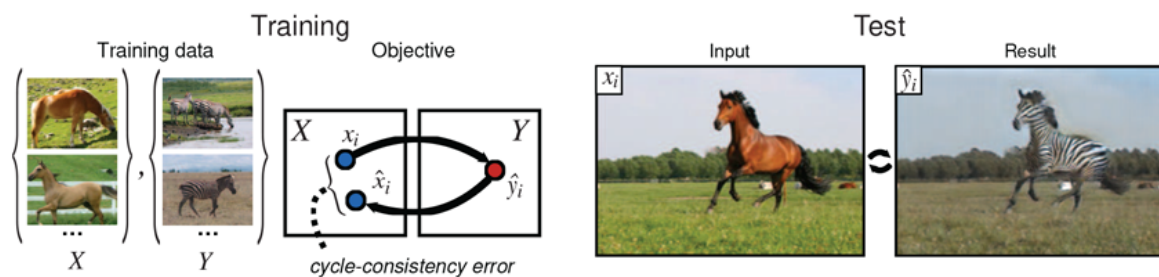 Training
Training data
Objective
{ , }
...
...
X
Y
X
Y
x_i
x̂_i
ŷ_i
cycle-consistency error
Test
Input
Result
x_i
ŷ_i